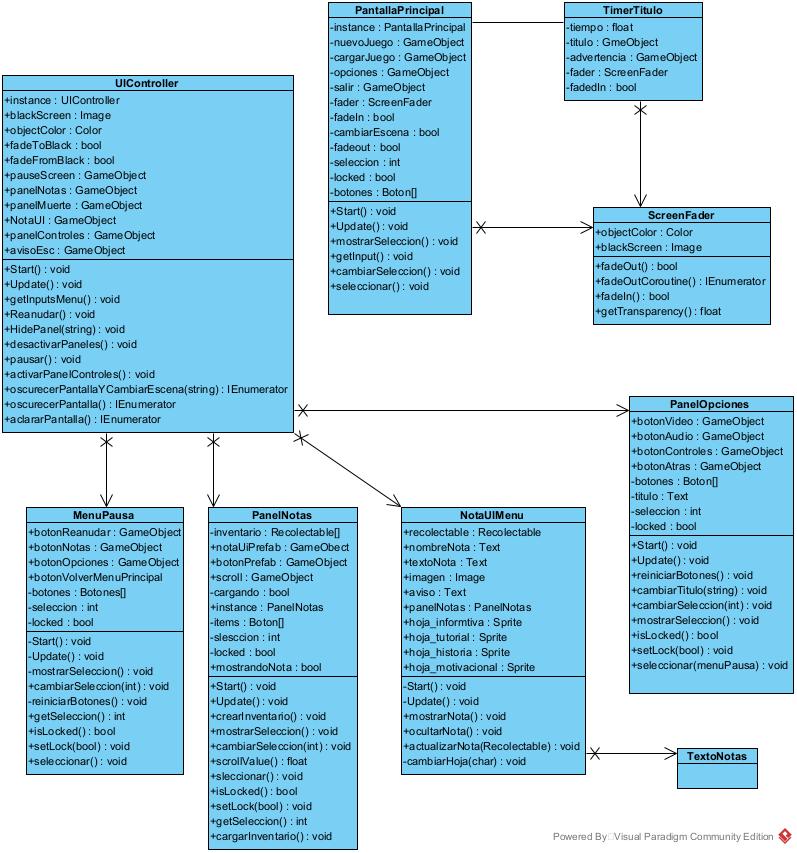 PantallaPrincipal
-instance : PantallaPrincipal
-nuevoJuego : GameObject
-cargarJuego : GameObject
-opciones : GameObject
-salir : GameObject
-fader : ScreenFader
-fadeIn : bool
-cambiarEscena : bool
-fadeout : bool
-seleccion : int
-locked : bool
-botones : Boton[]
+Start() : void
+Update() : void
+mostrarSeleccion() : void
+getInput() : void
+cambiarSeleccion() : void
+seleccionar() : void
TimerTitulo
-tiempo : float
-titulo : GmeObject
-advertencia : GameObject
-fader : ScreenFader
-fadedIn : bool
UIController
+instance : UIController
+blackScreen : Image
+objectColor : Color
+fadeToBlack : bool
+fadeFromBlack : bool
+pauseScreen : GameObject
+panelNotas : GameObject
+panelMuerte : GameObject
+NotaUI : GameObject
+panelControles : GameObject
+avisoEsc : GameObject
+Start() : void
+Update() : void
+getInputsMenu() : void
+Reanudar() : void
+HidePanel(string) : void
+desactivarPaneles() : void
+pausar() : void
+activarPanelControles() : void
+oscurecerPantallaYCambiarEscena(string) : IEnumerator
+oscurecerPantalla() : IEnumerator
+aclararPantalla() : IEnumerator
ScreenFader
+objectColor : Color
+blackScreen : Image
+fadeOut() : bool
+fadeOutCoroutine() : IEnumerator
+fadeIn() : bool
+getTransparency() : float
PanelOpciones
+botonVideo : GameObject
+botonAudio : GameObject
+botonControles : GameObject
+botonAtras : GameObject
-botones : Boton[]
-titulo : Text
-seleccion : int
-locked : bool
+Start() : void
+Update() : void
+reiniciarBotones() : void
+cambiarTitulo(string) : void
+cambiarSeleccion(int) : void
+mostrarSeleccion() : void
+isLocked() : bool
+setLock(bool) : void
+seleccionar(menuPausa) : void
MenuPausa
+botonReanudar : GameObject
+botonNotas : GameObject
+botonOpciones : GameObject
+botonVolverMenuPrincipal
-botones : Botones[]
-seleccion : int
-locked : bool
-Start() : void
-Update() : void
-mostrarSeleccion() : void
+cambiarSeleccion(int) : void
-reiniciarBotones() : void
+getSeleccion() : int
+isLocked() : bool
+setLock(bool) : void
+seleccionar() : void
PanelNotas
-inventario : Recolectable[]
+notaUiPrefab : GameObect
+botonPrefab : GameObject
+scroll : GameObject
-cargando : bool
+instance : PanelNotas
-items : Boton[]
-slesccion : int
-locked : bool
+mostrandoNota : bool
+Start() : void
+Update() : void
+crearInventario() : void
+mostrarSeleccion() : void
+cambiarSeleccion(int) : void
+scrollValue() : float
+sleccionar() : void
+isLocked() : bool
+setLock(bool) : void
+getSeleccion() : int
+cargarInventario() : void
NotaUIMenu
+recolectable : Recolectable
+nombreNota : Text
+textoNota : Text
+imagen : Image
+aviso : Text
+panelNotas : PanelNotas
+hoja_informtiva : Sprite
+hoja_tutorial : Sprite
+hoja_historia : Sprite
+hoja_motivacional : Sprite
-Start() : void
-Update() : void
+mostrarNota() : void
+ocultarNota() : void
+actualizarNota(Recolectable) : void
-cambiarHoja(char) : void
TextoNotas
Powered By Visual Paradigm Community Edition